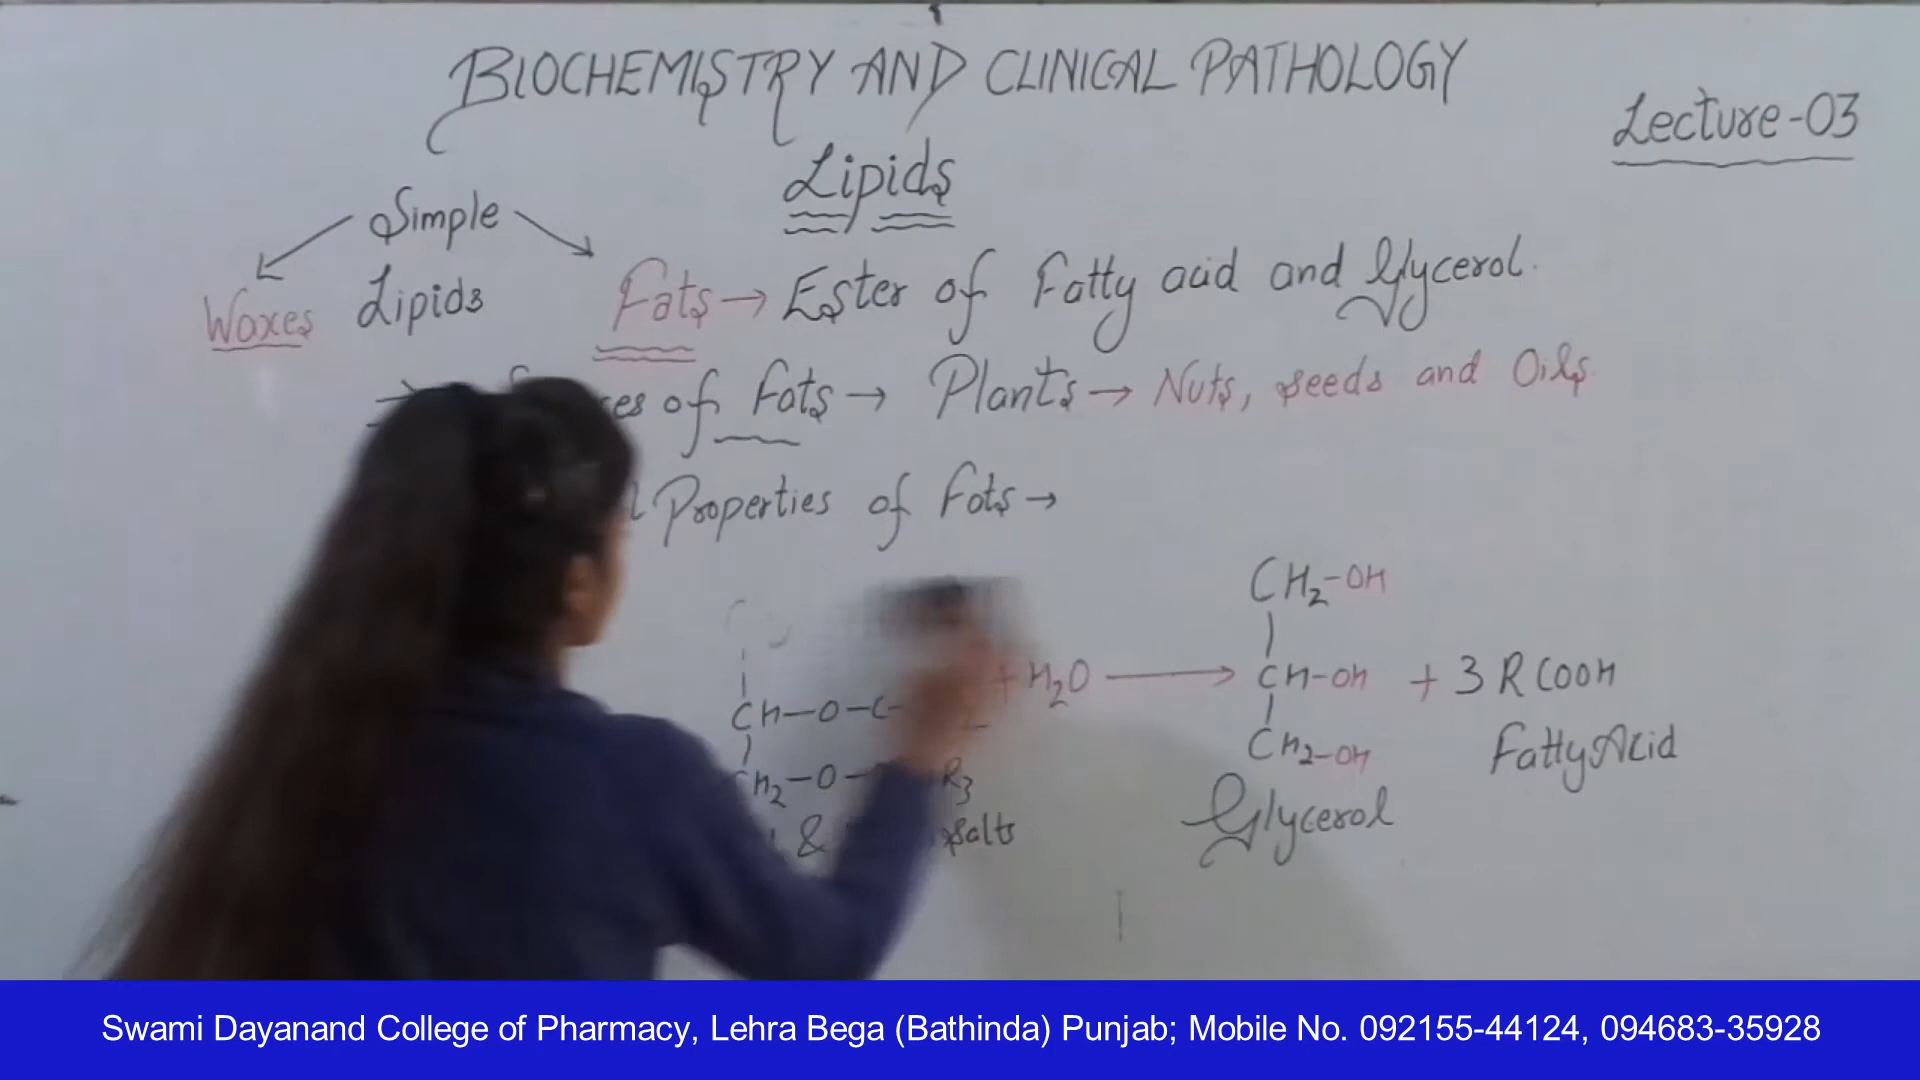 BIOCHEMISTRY AND CLINICAL PATHOLOGY
Lecture-03
Lipids
Simple
Lipids
Waxes
Fats → Ester of Fatty acid and Glycerol.
of Fats → Plants → Nuts, seeds and Oils
Properties of Fats →
CH2-OH
CH-O-C-
+ H2O → CH-OH + 3 RCOOH
CH2-O- R3
CH2-OH
Fatty Acid
& salts
Glycerol
Swami Dayanand College of Pharmacy, Lehra Bega (Bathinda) Punjab; Mobile No. 092155-44124, 094683-35928